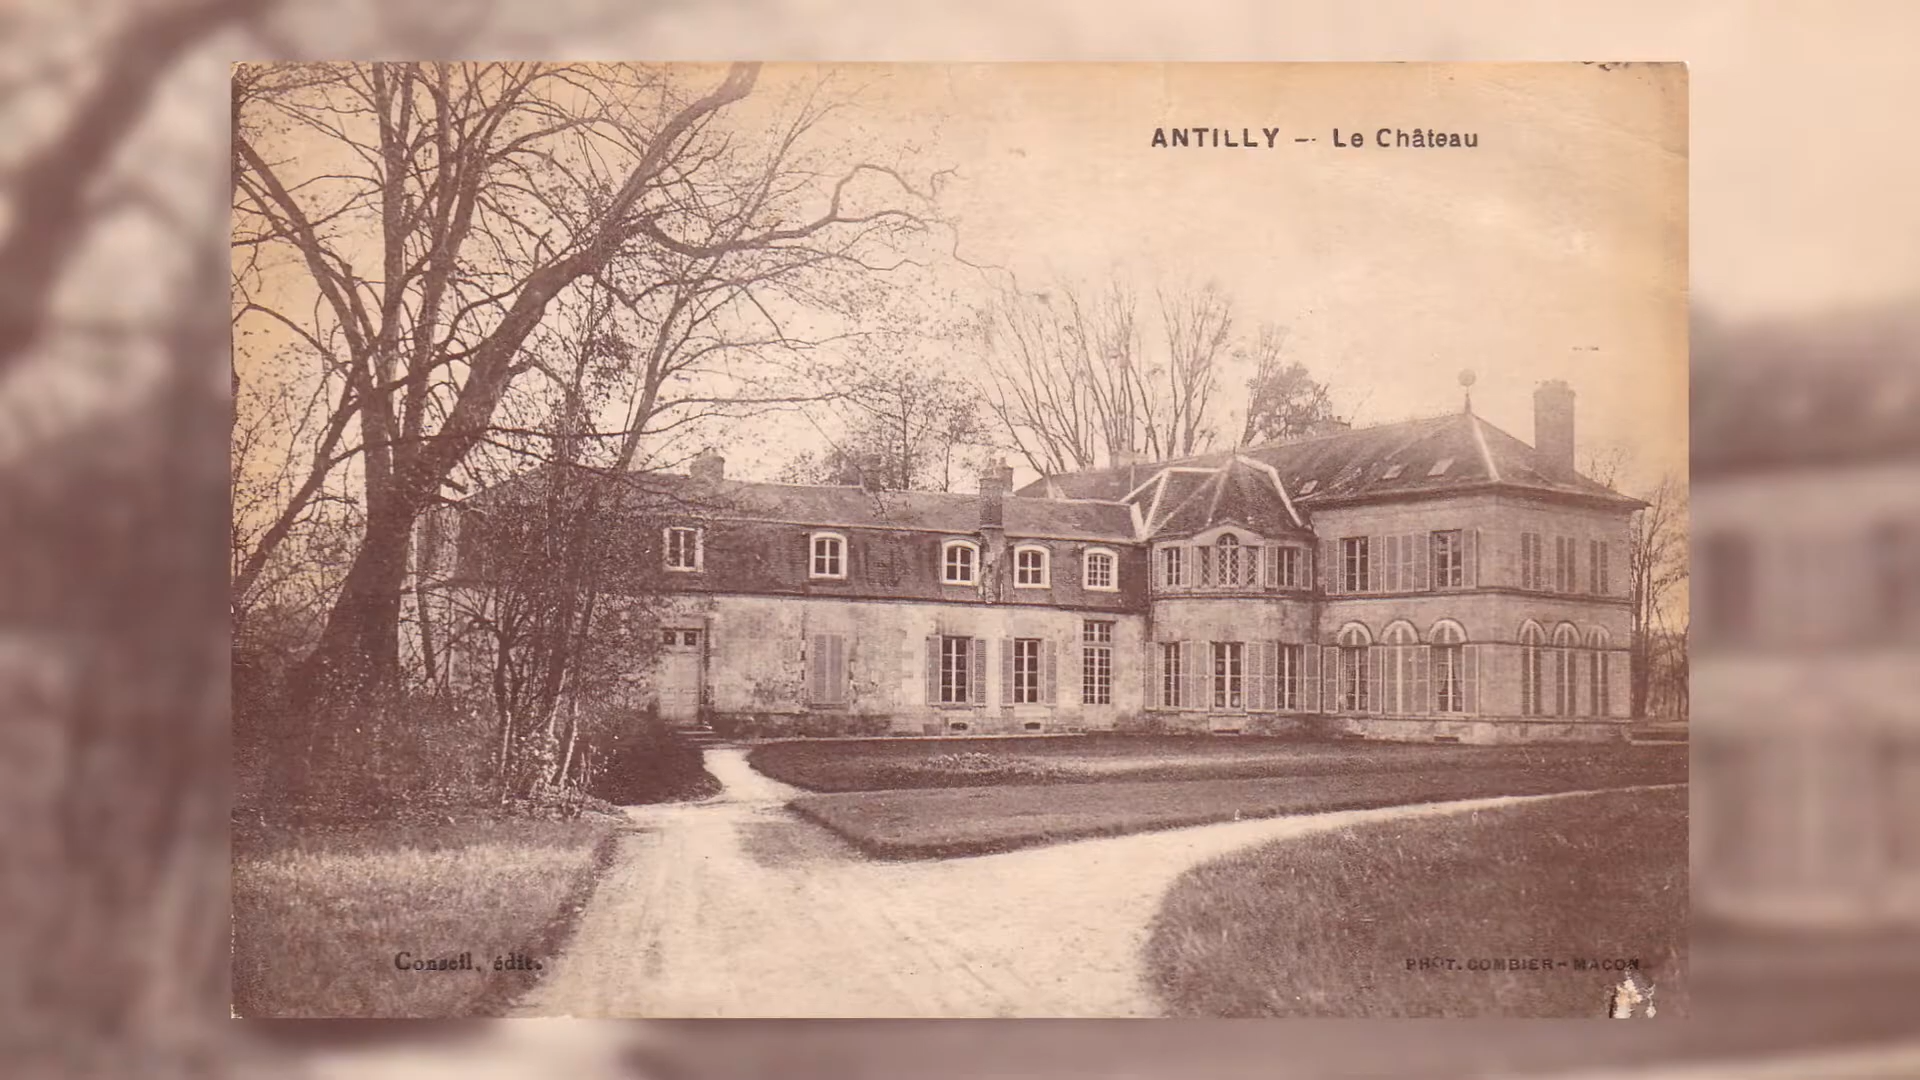 ANTILLY -- Le Château
Conseil, édit.
PHOT. COMBIER - MACON